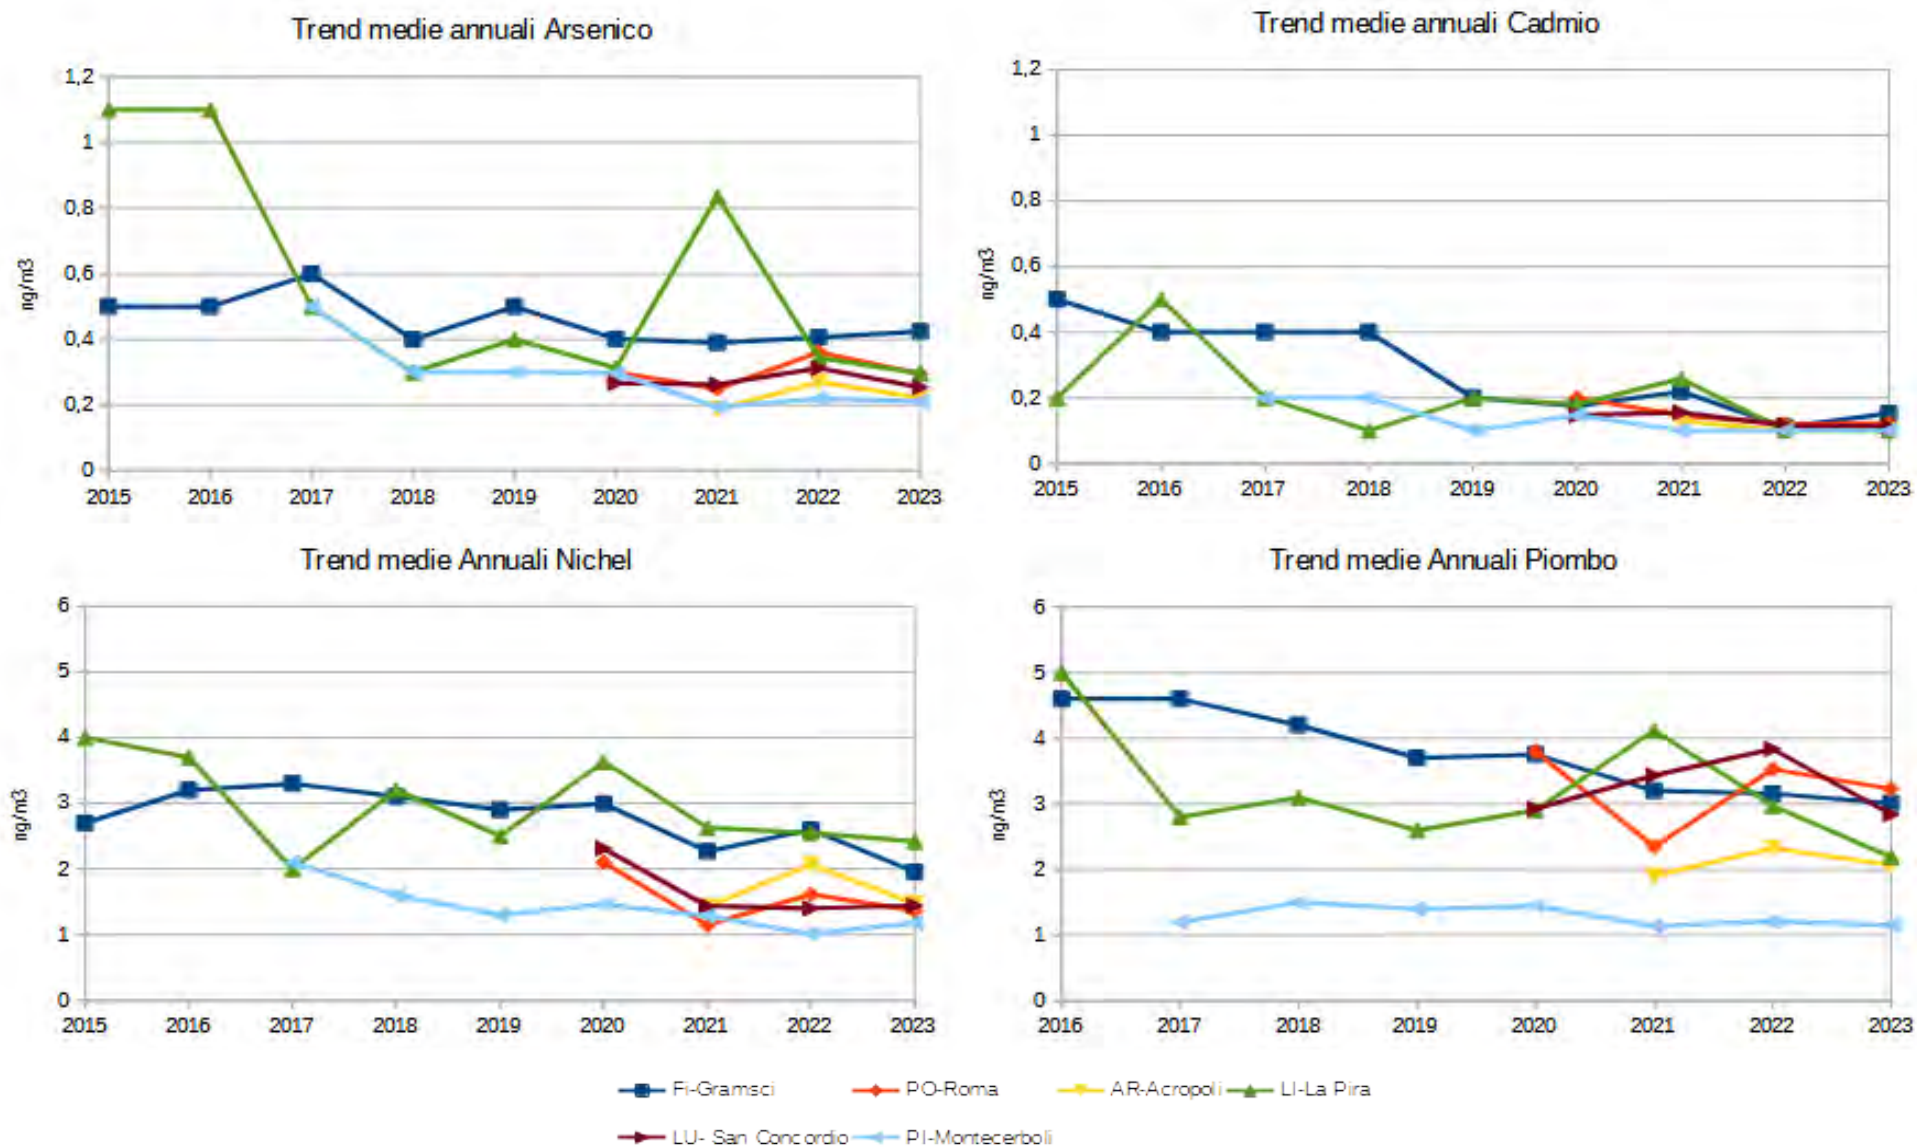 Trend medie annuali Arsenico
1,2
1
0,8
0,6
0,4
0,2
0
ng/m3
2015 2016 2017 2018 2019 2020 2021 2022 2023
Trend medie annuali Cadmio
1,2
1
0,8
0,6
0,4
0,2
0
ng/m3
2015 2016 2017 2018 2019 2020 2021 2022 2023
Trend medie Annuali Nichel
6
5
4
3
2
1
0
ng/m3
2015 2016 2017 2018 2019 2020 2021 2022 2023
Trend medie Annuali Piombo
6
5
4
3
2
1
0
ng/m3
2016 2017 2018 2019 2020 2021 2022 2023
Fi-Gramsci PO-Roma AR-Acropoli LI-La Pira
LU- San Concordio PI-Montecerboli